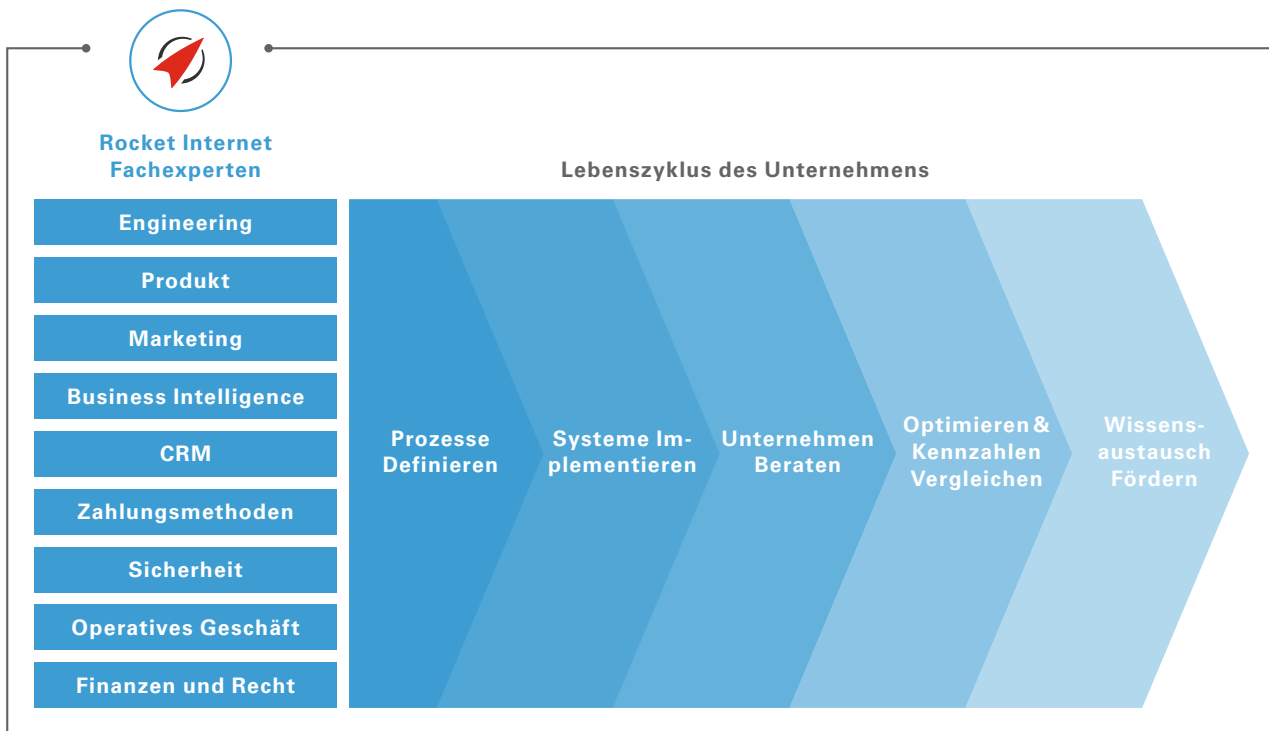 Rocket Internet
Fachexperten
Lebenszyklus des Unternehmens
Engineering
Produkt
Marketing
Business Intelligence
CRM
Zahlungsmethoden
Sicherheit
Operatives Geschäft
Finanzen und Recht
Prozesse
Definieren
Systeme Im-
plementieren
Unternehmen
Beraten
Optimieren &
Kennzahlen
Vergleichen
Wissens-
austausch
Fördern